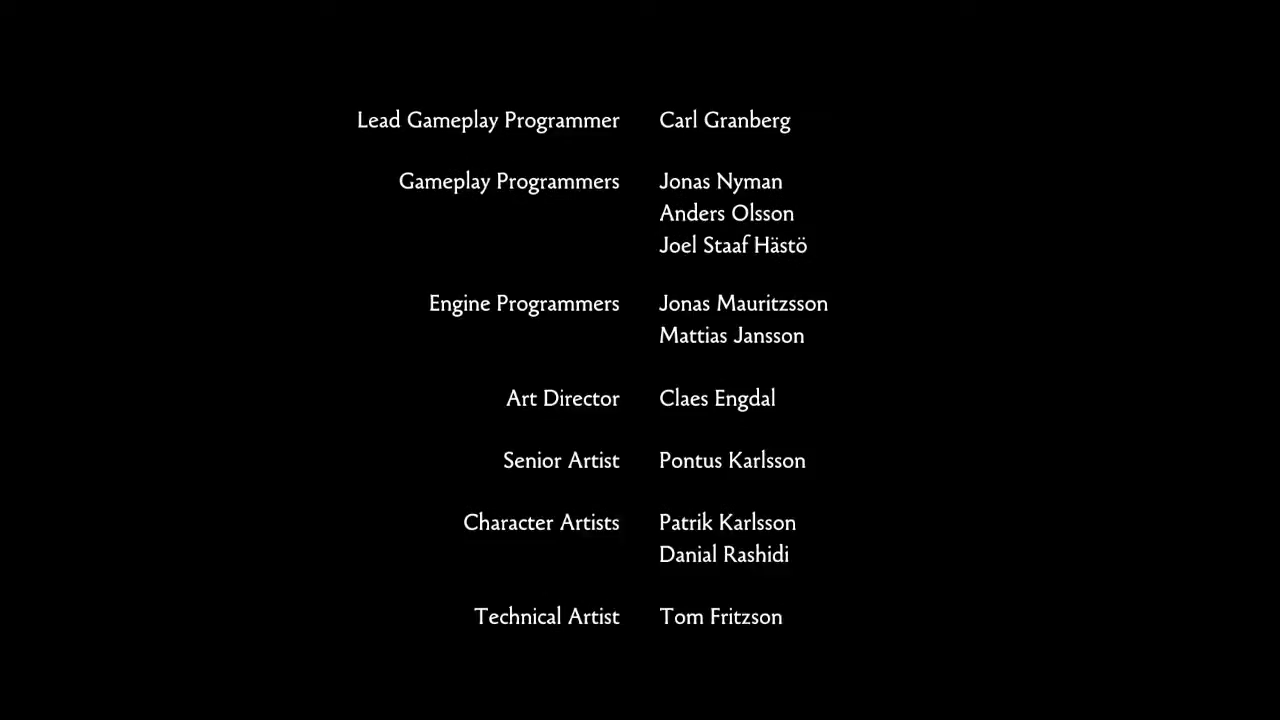 Lead Gameplay Programmer Carl Granberg
Gameplay Programmers Jonas Nyman
Anders Olsson
Joel Staaf Hästö
Engine Programmers Jonas Mauritzsson
Mattias Jansson
Art Director Claes Engdal
Senior Artist Pontus Karlsson
Character Artists Patrik Karlsson
Danial Rashidi
Technical Artist Tom Fritzson